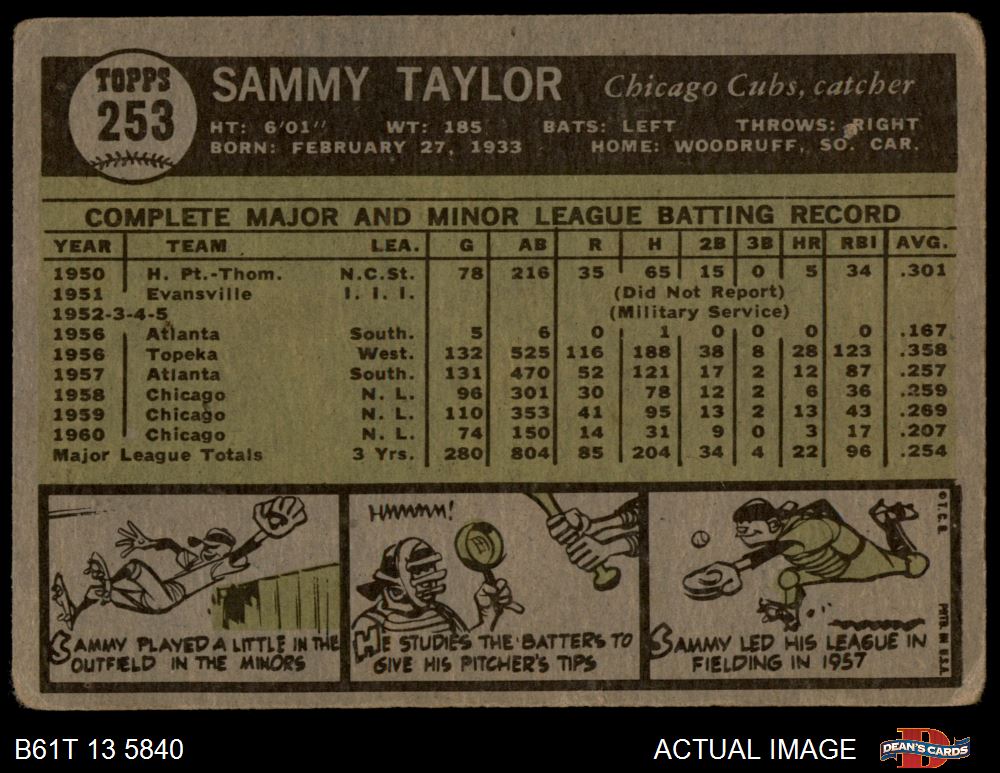 TOPPS
253
SAMMY TAYLOR Chicago Cubs, catcher
HT: 6'01" WT: 185 BATS: LEFT THROWS: RIGHT
BORN: FEBRUARY 27, 1933 HOME: WOODRUFF, SO. CAR.
COMPLETE MAJOR AND MINOR LEAGUE BATTING RECORD
YEAR TEAM LEA. G AB R H 2B 3B HR RBI AVG.
1950 H. Pt.-Thom. N.C.St. 78 216 35 65 15 0 5 34 .301
1951 Evansville I. I. I. (Did Not Report)
1952-3-4-5 (Military Service)
1956 Atlanta South. 5 6 0 1 0 0 0 0 .167
1956 Topeka West. 132 525 116 188 38 8 28 123 .358
1957 Atlanta South. 131 470 52 121 17 2 12 87 .257
1958 Chicago N. L. 96 301 30 78 12 2 6 36 .259
1959 Chicago N. L. 110 353 41 95 13 2 13 43 .269
1960 Chicago N. L. 74 150 14 31 9 0 3 17 .207
Major League Totals 3 Yrs. 280 804 85 204 34 4 22 96 .254
SAMMY PLAYED A LITTLE IN THE
OUTFIELD IN THE MINORS
HMMMM!
HE STUDIES THE BATTERS TO
GIVE HIS PITCHER'S TIPS
SAMMY LED HIS LEAGUE IN
FIELDING IN 1957
© T.C.G.
PRTD. IN U.S.A.
B61T 13 5840 ACTUAL IMAGE DEAN'S CARDS